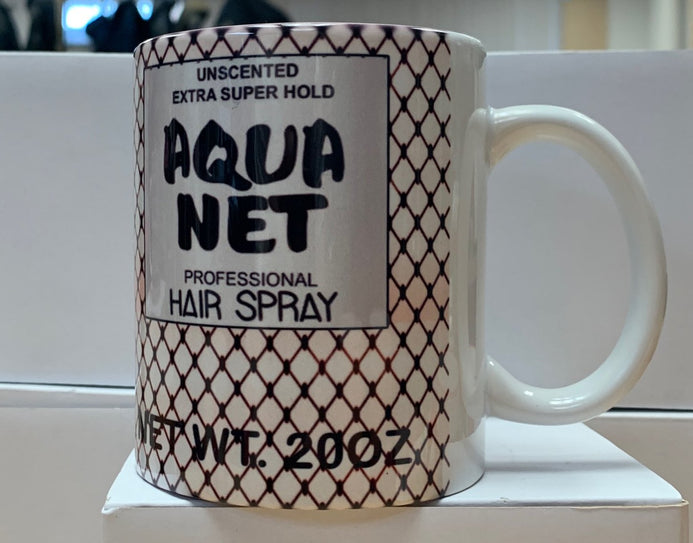 UNSCENTED
EXTRA SUPER HOLD
AQUA
NET
PROFESSIONAL
HAIR SPRAY
NET WT. 20OZ.